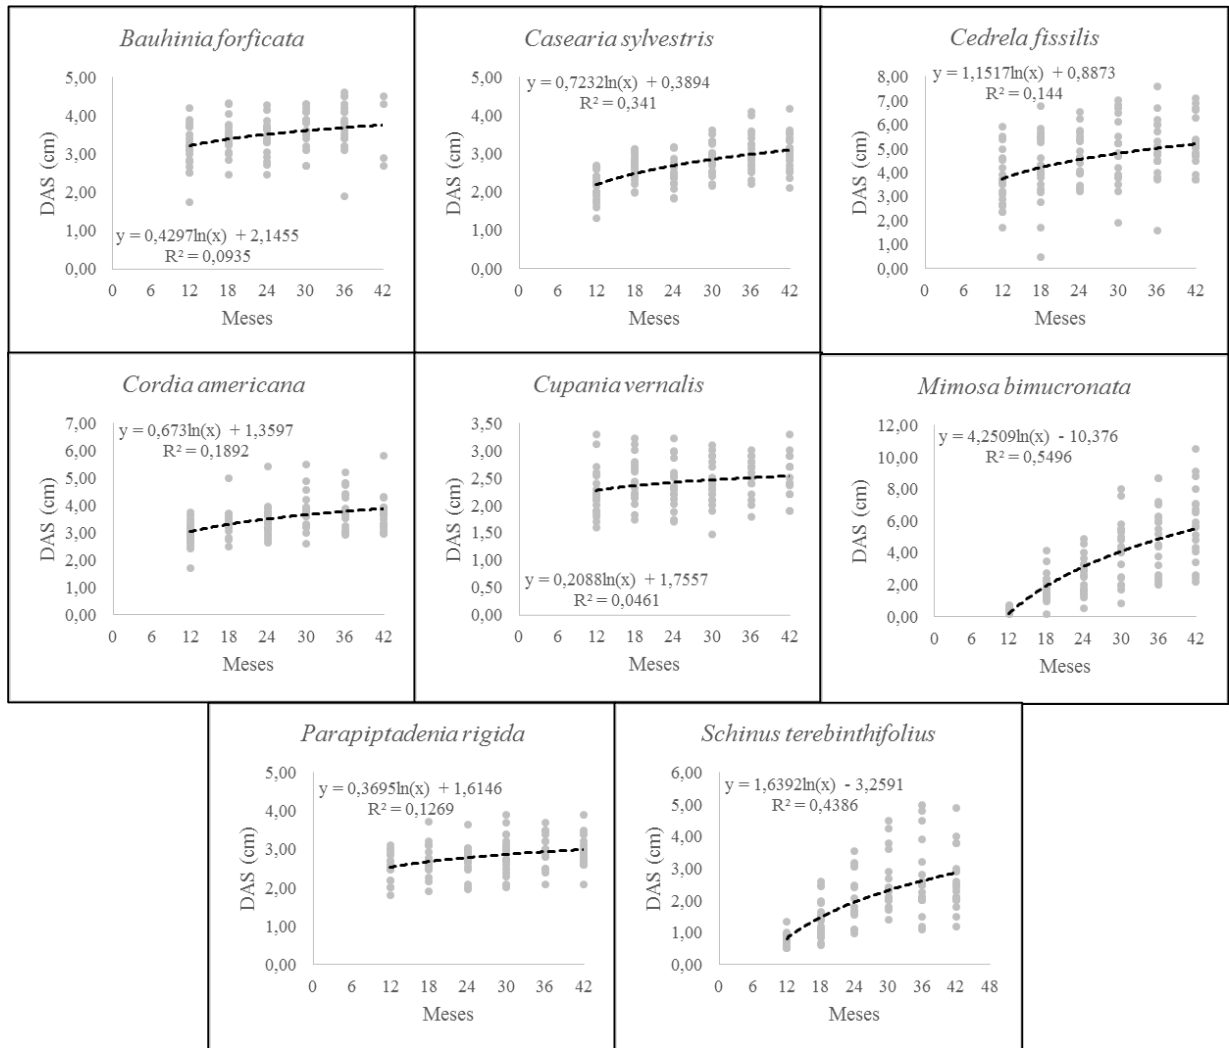 Bauhinia forficata
5,00
4,00
3,00
2,00
1,00
0,00
DAS (cm)
y = 0,4297ln(x) + 2,1455
R² = 0,0935
0 6 12 18 24 30 36 42
Meses
Casearia sylvestris
y = 0,7232ln(x) + 0,3894
R² = 0,341
5,00
4,00
3,00
2,00
1,00
0,00
DAS (cm)
0 6 12 18 24 30 36 42
Meses
Cedrela fissilis
y = 1,1517ln(x) + 0,8873
R² = 0,144
8,00
7,00
6,00
5,00
4,00
3,00
2,00
1,00
0,00
DAS (cm)
0 6 12 18 24 30 36 42
Meses
Cordia americana
y = 0,673ln(x) + 1,3597
R² = 0,1892
7,00
6,00
5,00
4,00
3,00
2,00
1,00
0,00
DAS (cm)
0 6 12 18 24 30 36 42
Meses
Cupania vernalis
3,50
3,00
2,50
2,00
1,50
1,00
0,50
0,00
DAS (cm)
y = 0,2088ln(x) + 1,7557
R² = 0,0461
0 6 12 18 24 30 36 42
Meses
Mimosa bimucronata
y = 4,2509ln(x) - 10,376
R² = 0,5496
12,00
10,00
8,00
6,00
4,00
2,00
0,00
DAS (cm)
0 6 12 18 24 30 36 42
Meses
Parapiptadenia rigida
y = 0,3695ln(x) + 1,6146
R² = 0,1269
5,00
4,00
3,00
2,00
1,00
0,00
DAS (cm)
0 6 12 18 24 30 36 42
Meses
Schinus terebinthifolius
y = 1,6392ln(x) - 3,2591
R² = 0,4386
6,00
5,00
4,00
3,00
2,00
1,00
0,00
DAS (cm)
0 6 12 18 24 30 36 42 48
Meses